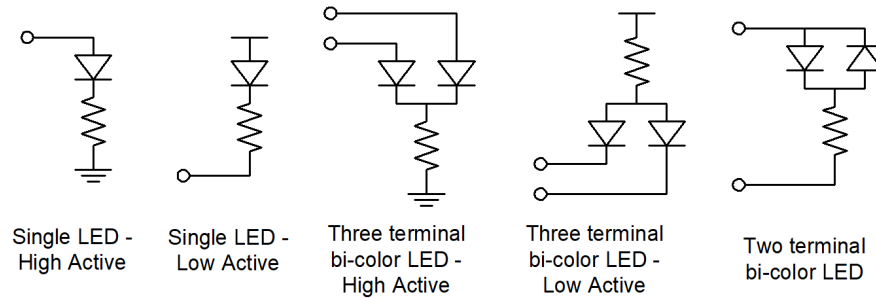 Single LED -
High Active
Single LED -
Low Active
Three terminal
bi-color LED -
High Active
Three terminal
bi-color LED -
Low Active
Two terminal
bi-color LED